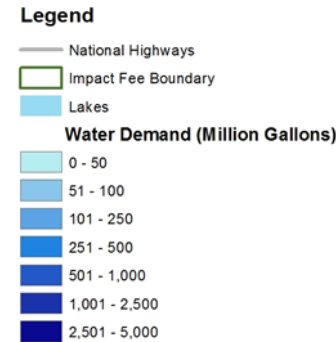 Legend
National Highways
Impact Fee Boundary
Lakes
Water Demand (Million Gallons)
0 - 50
51 - 100
101 - 250
251 - 500
501 - 1,000
1,001 - 2,500
2,501 - 5,000